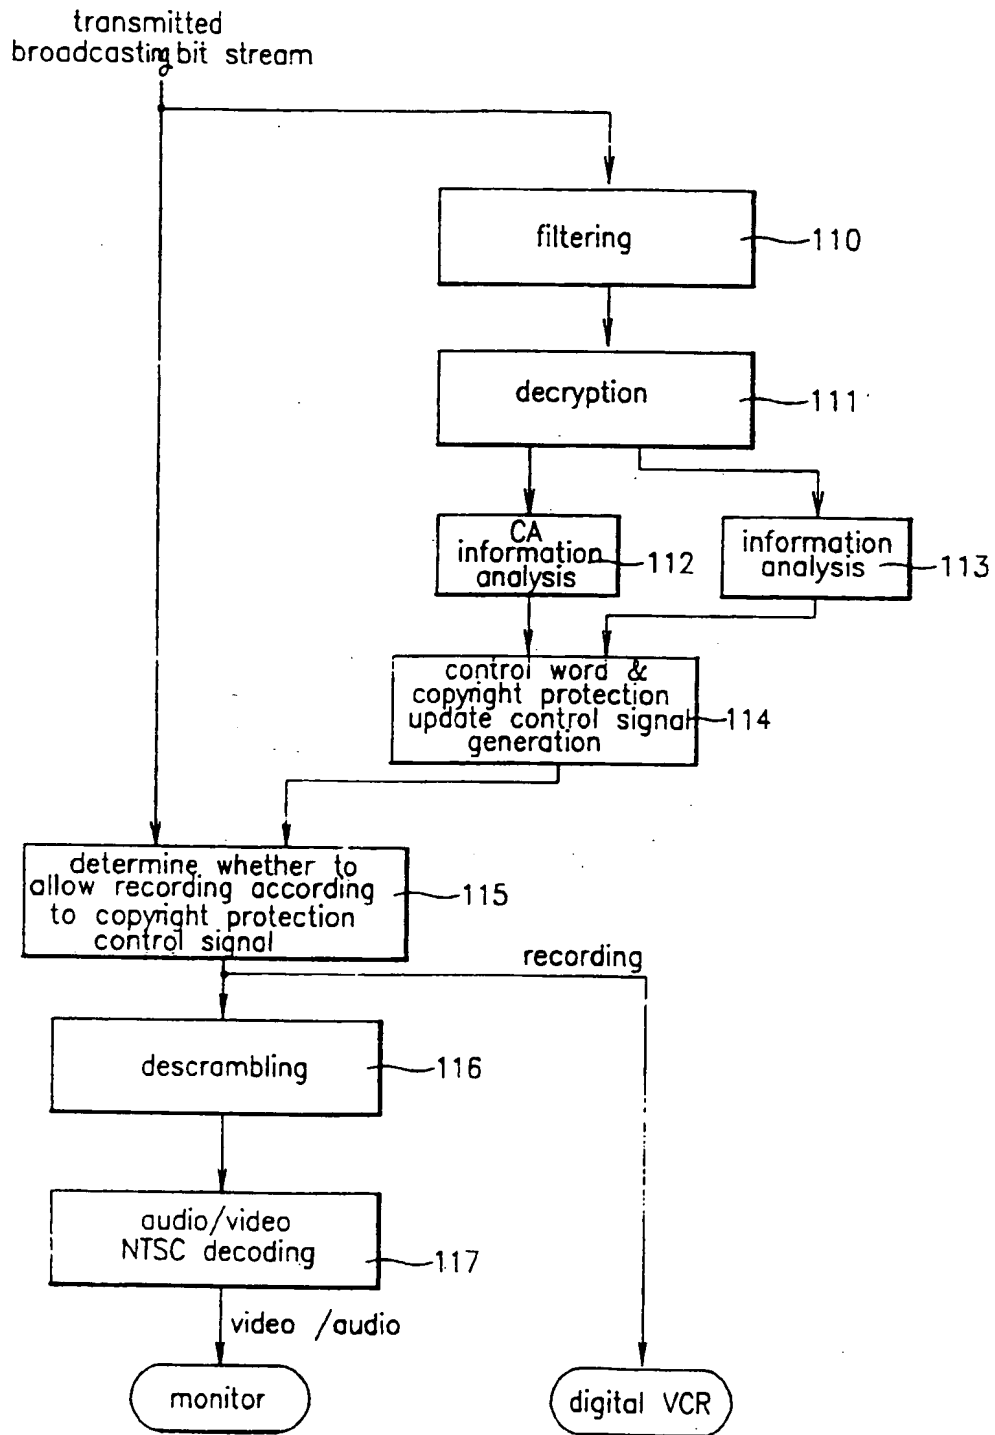 transmitted
broadcasting bit stream
filtering
110
decryption
111
CA
information
analysis
112
information
analysis
113
control word &
copyright protection
update control signal
generation
114
determine whether to
allow recording according
to copyright protection
control signal
115
recording
descrambling
116
audio/video
NTSC decoding
117
video /audio
monitor
digital VCR